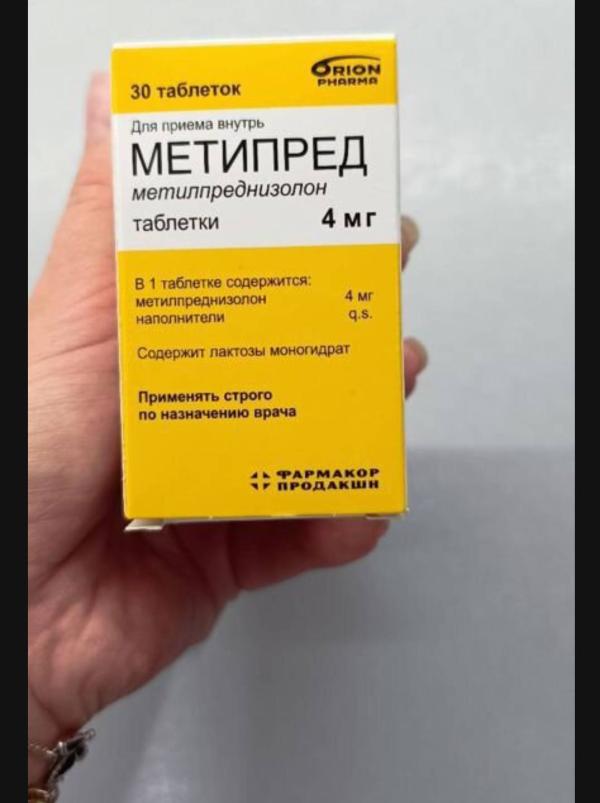 ORION
PHARMA
30 таблеток
Для приема внутрь
МЕТИПРЕД
метилпреднизолон
таблетки 4 мг
В 1 таблетке содержится:
метилпреднизолон 4 мг
наполнители q.s.
Содержит лактозы моногидрат
Применять строго
по назначению врача
ФАРМАКОР
ПРОДАКШН